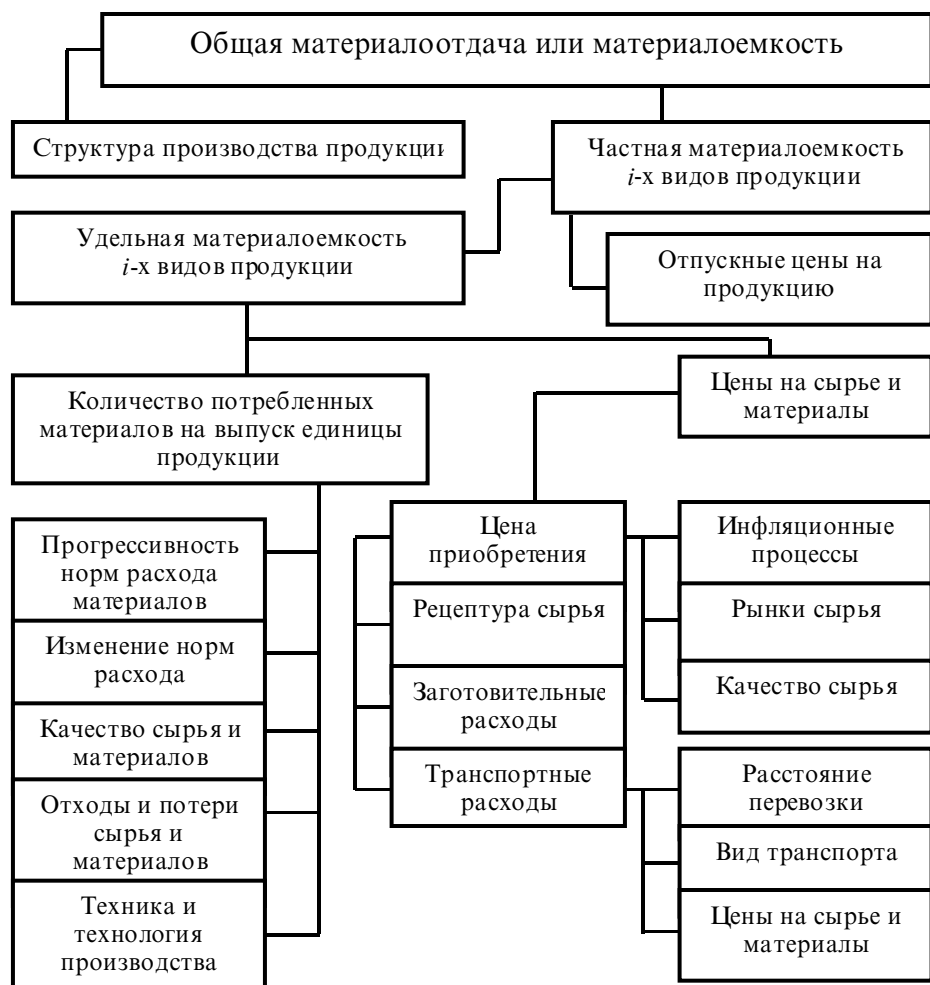 Общая материалоотдача или материалоемкость
Структура производства продукции
Частная материалоемкость
i-х видов продукции
Удельная материалоемкость
i-х видов продукции
Отпускные цены на
продукцию
Количество потребленных
материалов на выпуск единицы
продукции
Цены на сырье и
материалы
Прогрессивность
норм расхода
материалов
Изменение норм
расхода
Качество сырья и
материалов
Отходы и потери
сырья и
материалов
Техника и
технология
производства
Цена
приобретения
Рецептура сырья
Заготовительные
расходы
Транспортные
расходы
Инфляционные
процессы
Рынки сырья
Качество сырья
Расстояние
перевозки
Вид транспорта
Цены на сырье и
материалы